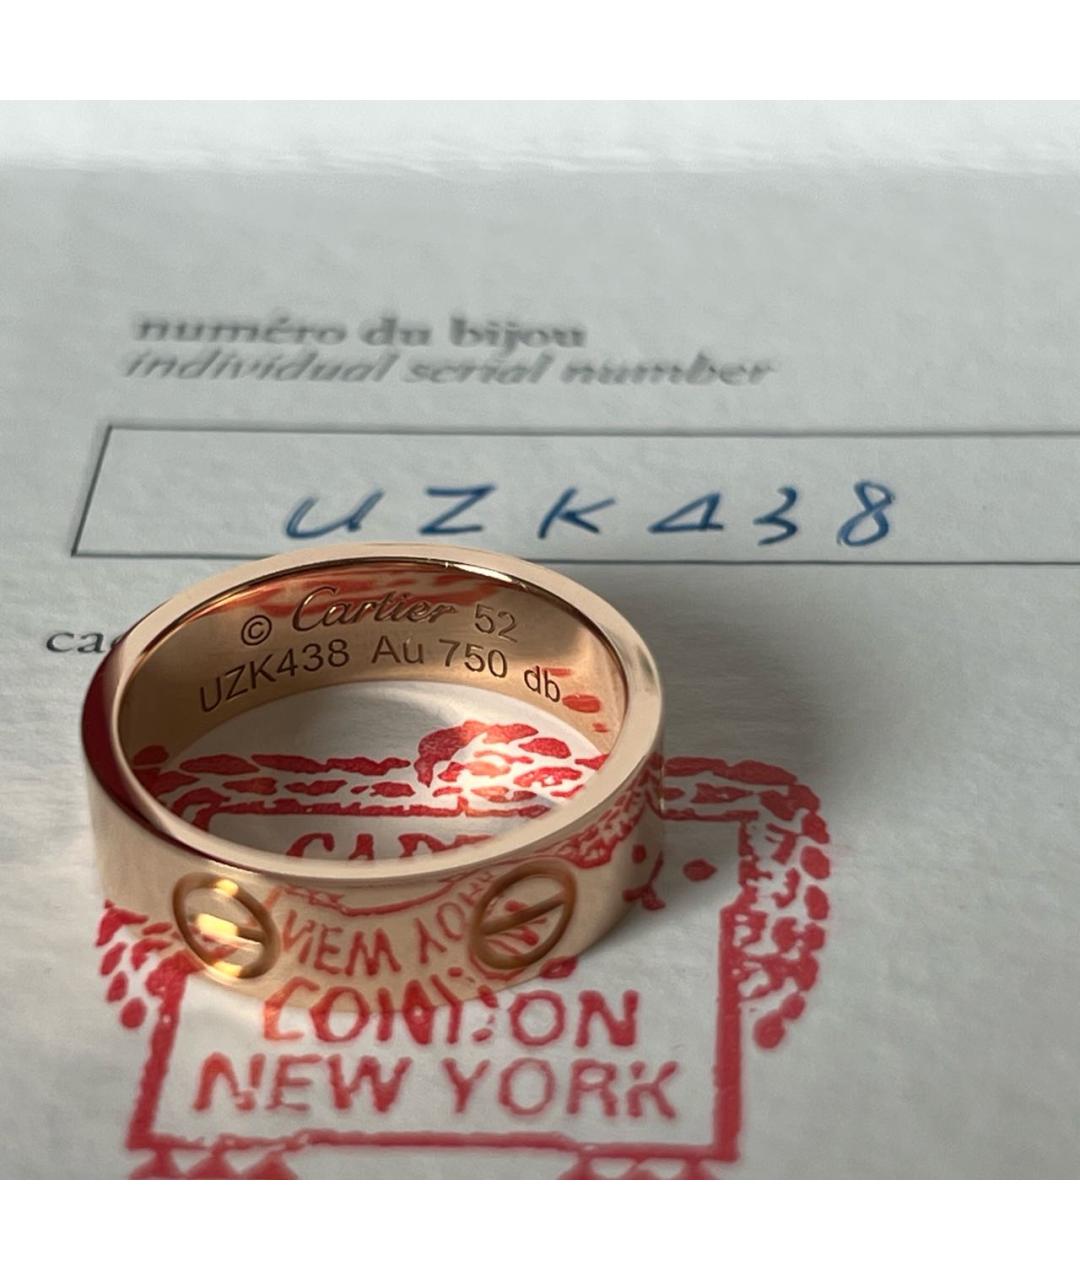 numéro du bijou
individual serial number
UZK438
© Cartier 52
UZK438 Au 750 db
LONDON
NEW YORK